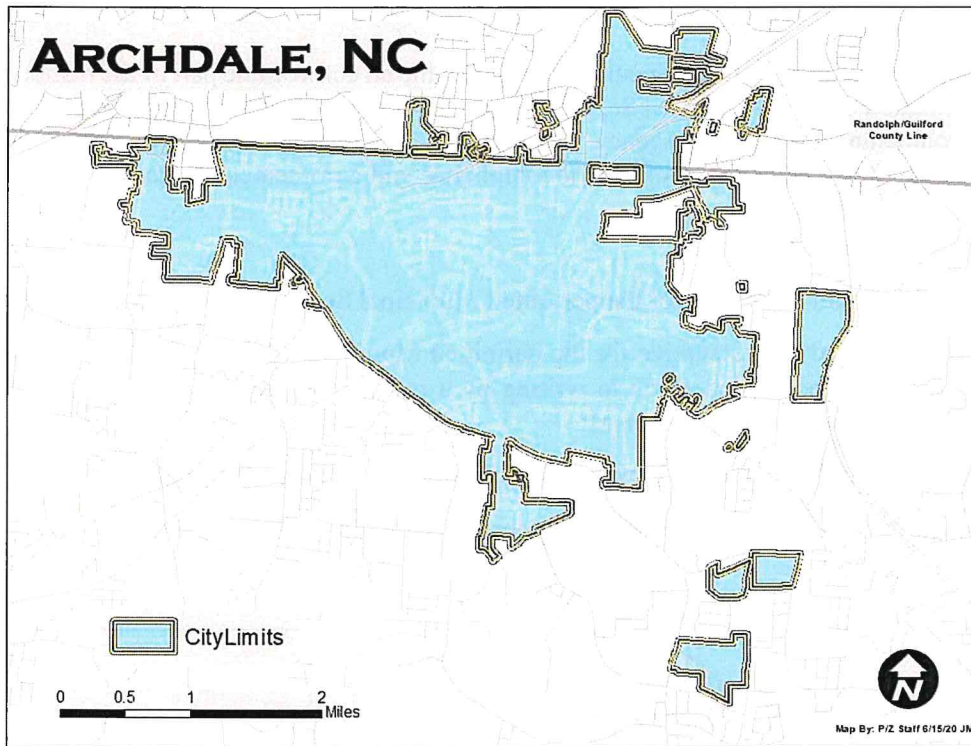 ARCHDALE, NC
Randolph/Guilford
County Line
CityLimits
0 0.5 1 2
Miles
N
Map By: P/Z Staff 6/15/20 JM